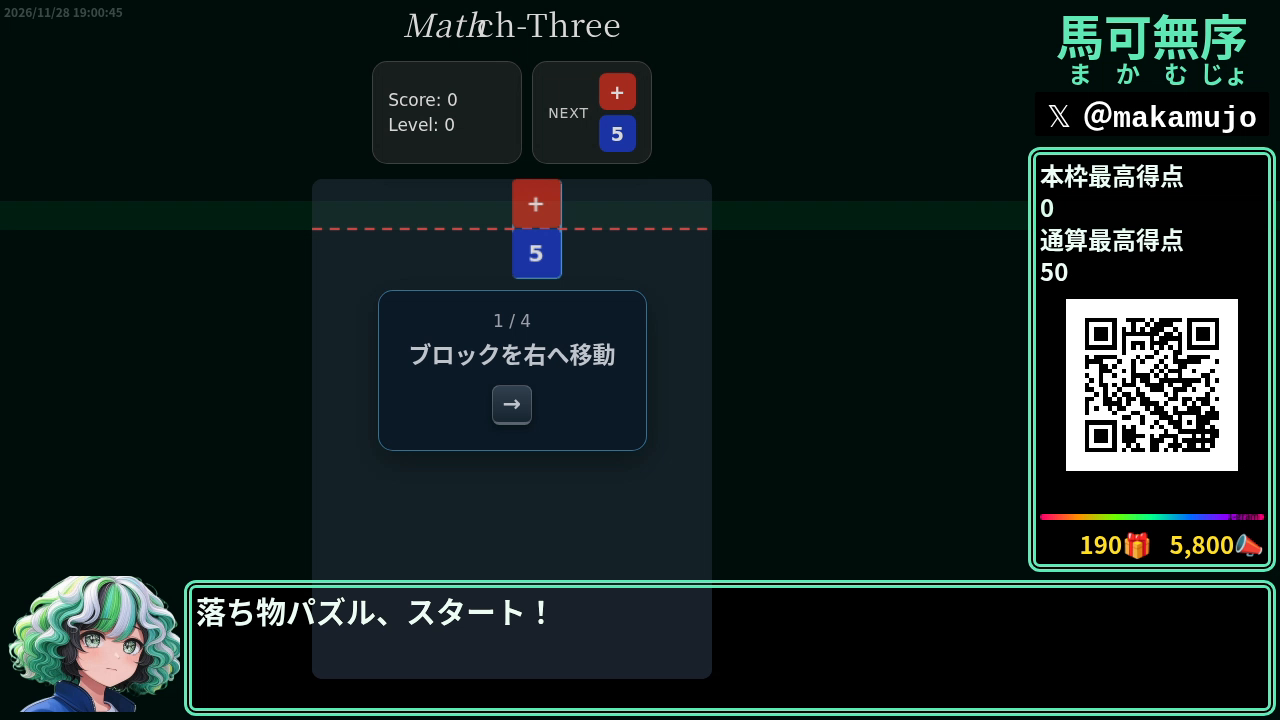 2026/11/28 19:00:45
Mathch-Three
Score: 0
Level: 0
NEXT
+
5
+
5
1 / 4
ブロックを右へ移動
→
馬可無序
まかむじょ
𝕏 @makamujo
本枠最高得点
0
通算最高得点
50
190🎁 5,800📣
落ち物パズル、スタート！